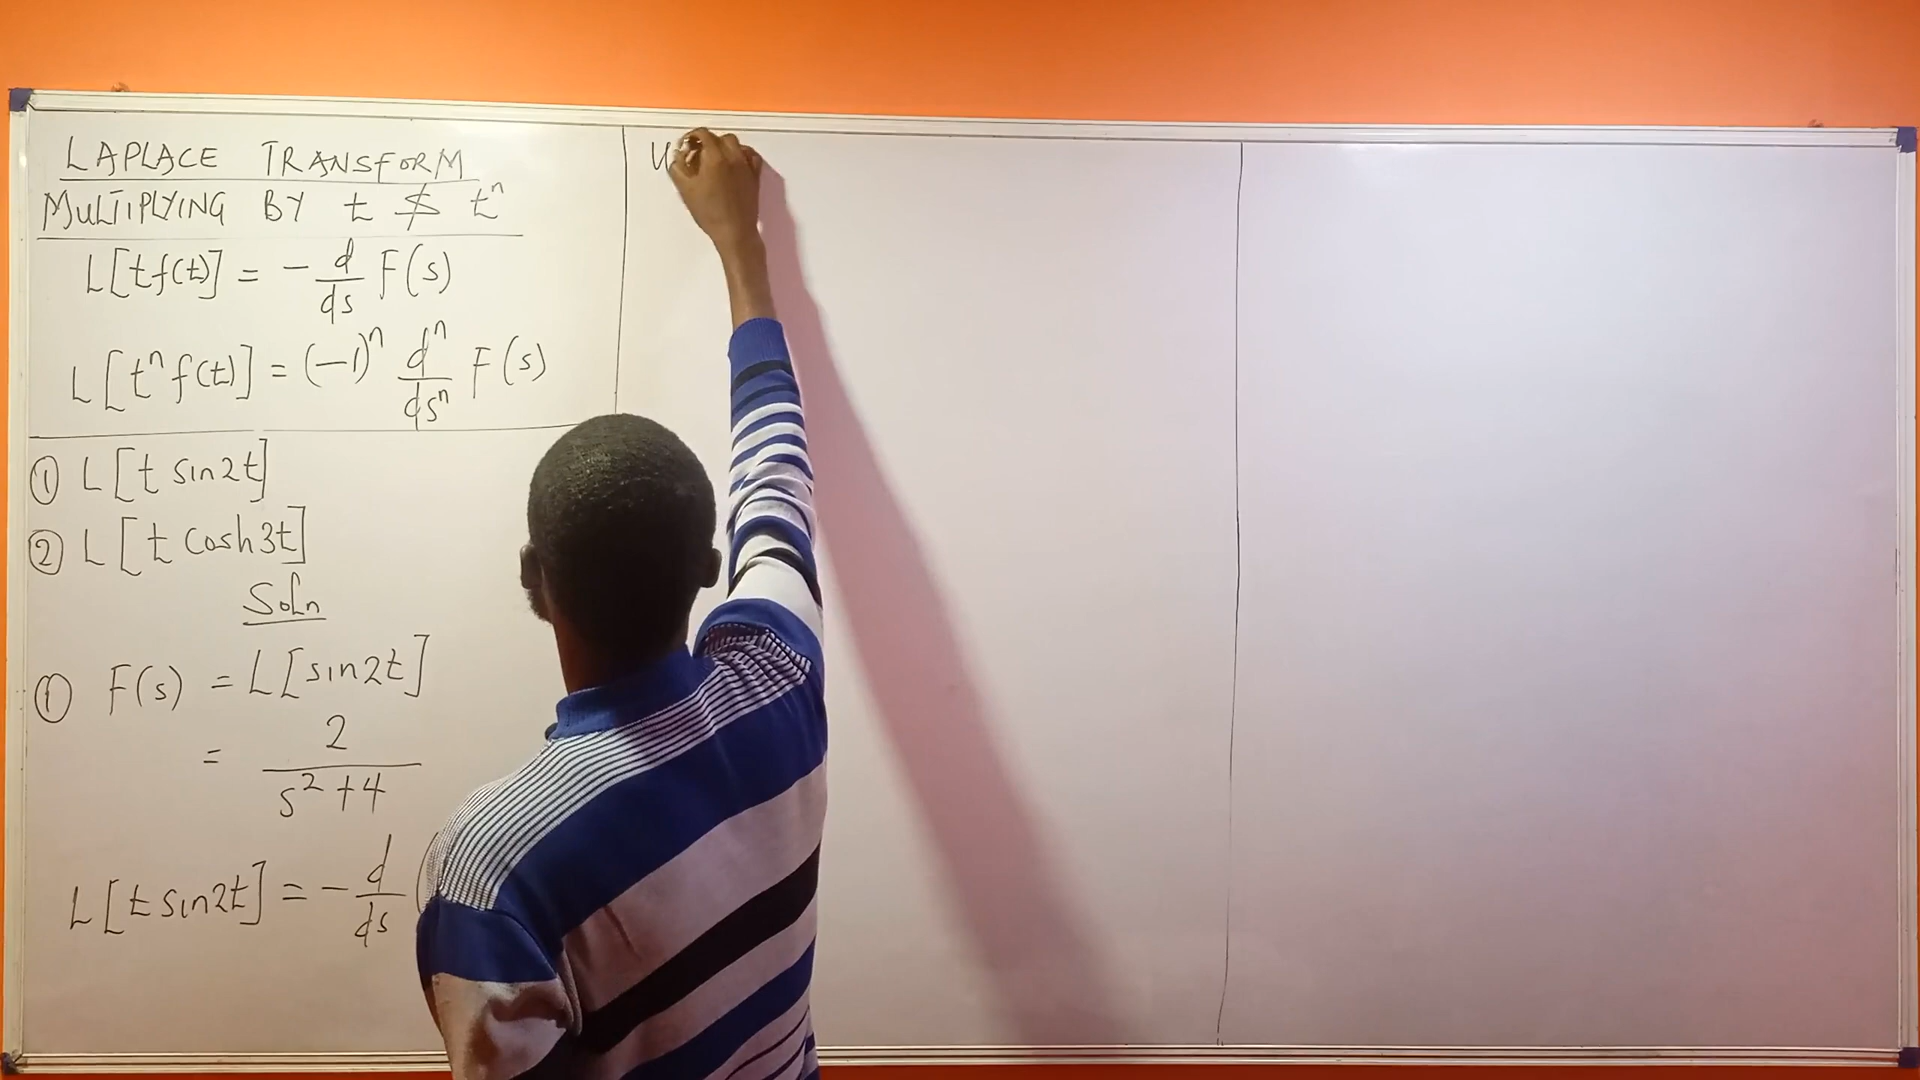 LAPLACE TRANSFORM
MULTIPLYING BY t $ tⁿ
L[tf(t)] = - d/ds F(s)
L[tⁿf(t)] = (-1)ⁿ dⁿ/dsⁿ F(s)
① L[t sin2t]
② L[t cosh3t]
Soln
① F(s) = L[sin2t]
= 2/(s²+4)
L[t sin2t] = - d/ds (
u